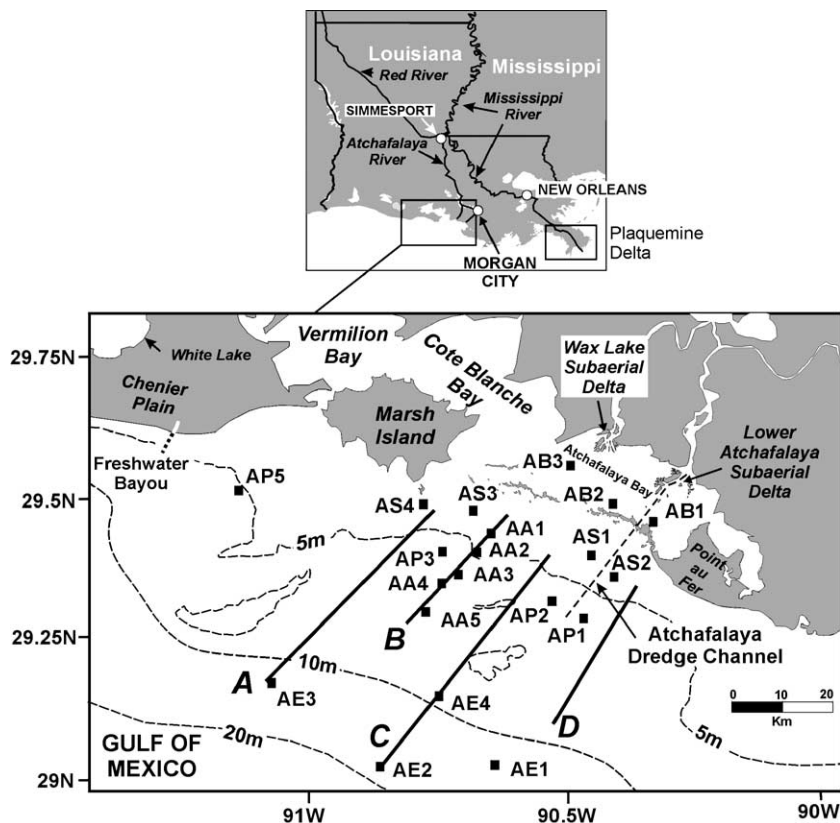 Louisiana
Red River
Mississippi
SIMMESPORT
Mississippi
River
Atchafalaya
River
NEW ORLEANS
MORGAN
CITY
Plaquemine
Delta
29.75N
29.5N
29.25N
29N
White Lake
Vermilion
Bay
Cote Blanche
Bay
Wax Lake
Subaerial
Delta
Chenier
Plain
Marsh
Island
Lower
Atchafalaya
Subaerial
Delta
Freshwater
Bayou
Atchafalaya Bay
AP5
AB3
AS4
AS3
AB2
AB1
5m
AA1
AS1
AP3
AA2
AS2
Point
au
Fer
AA4
AA3
AA5
AP2
AP1
B
Atchafalaya
Dredge Channel
10m
A
AE3
AE4
D
0 10 20
Km
5m
20m
C
GULF OF
MEXICO
AE2
AE1
91W
90.5W
90W